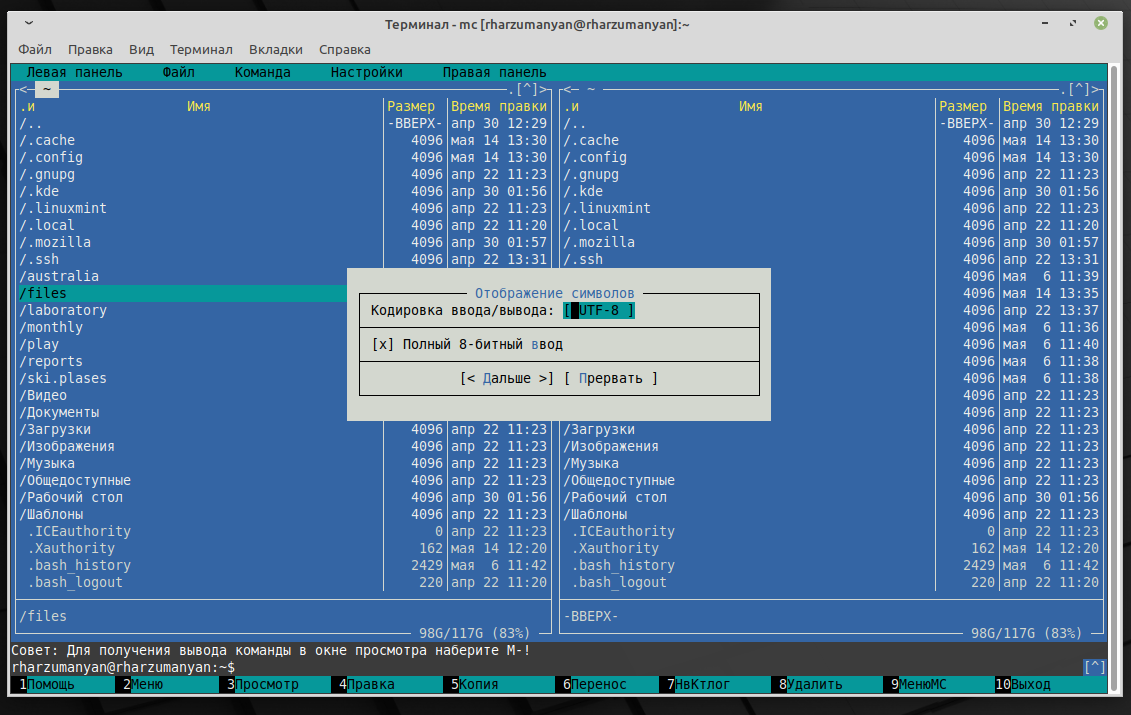 Терминал - mc [rharzumanyan@rharzumanyan]:~
Файл Правка Вид Терминал Вкладки Справка
Левая панель Файл Команда Настройки Правая панель
<─ ~ .[^]> <─ ~ .[^]>
.и Имя Размер Время правки .и Имя Размер Время правки
/.. -ВВЕРХ- апр 30 12:29 /.. -ВВЕРХ- апр 30 12:29
/.cache 4096 мая 14 13:30 /.cache 4096 мая 14 13:30
/.config 4096 мая 14 13:30 /.config 4096 мая 14 13:30
/.gnupg 4096 апр 22 11:23 /.gnupg 4096 апр 22 11:23
/.kde 4096 апр 30 01:56 /.kde 4096 апр 30 01:56
/.linuxmint 4096 апр 22 11:23 /.linuxmint 4096 апр 22 11:23
/.local 4096 апр 22 11:20 /.local 4096 апр 22 11:20
/.mozilla 4096 апр 30 01:57 /.mozilla 4096 апр 30 01:57
/.ssh 4096 апр 22 13:31 /.ssh 4096 апр 22 13:31
/australia 4096 мая 6 11:39
/files Отображение символов 4096 мая 14 13:35
/laboratory Кодировка ввода/вывода: [ UTF-8 ] 4096 апр 22 13:37
/monthly 4096 мая 6 11:36
/play [x] Полный 8-битный ввод 4096 мая 6 11:40
/reports 4096 мая 6 11:38
/ski.plases [< Дальше >] [ Прервать ] 4096 мая 6 11:38
/Видео 4096 апр 22 11:23
/Документы 4096 апр 22 11:23
/Загрузки 4096 апр 22 11:23 /Загрузки 4096 апр 22 11:23
/Изображения 4096 апр 22 11:23 /Изображения 4096 апр 22 11:23
/Музыка 4096 апр 22 11:23 /Музыка 4096 апр 22 11:23
/Общедоступные 4096 апр 22 11:23 /Общедоступные 4096 апр 22 11:23
/Рабочий стол 4096 апр 30 01:56 /Рабочий стол 4096 апр 30 01:56
/Шаблоны 4096 апр 22 11:23 /Шаблоны 4096 апр 22 11:23
.ICEauthority 0 апр 22 11:23 .ICEauthority 0 апр 22 11:23
.Xauthority 162 мая 14 12:20 .Xauthority 162 мая 14 12:20
.bash_history 2429 мая 6 11:42 .bash_history 2429 мая 6 11:42
.bash_logout 220 апр 22 11:20 .bash_logout 220 апр 22 11:20
/files -ВВЕРХ-
98G/117G (83%) 98G/117G (83%)
Совет: Для получения вывода команды в окне просмотра наберите M-!
rharzumanyan@rharzumanyan:~$ [^]
1Помощь 2Меню 3Просмотр 4Правка 5Копия 6Перенос 7НвКтлог 8Удалить 9МенюMC 10Выход